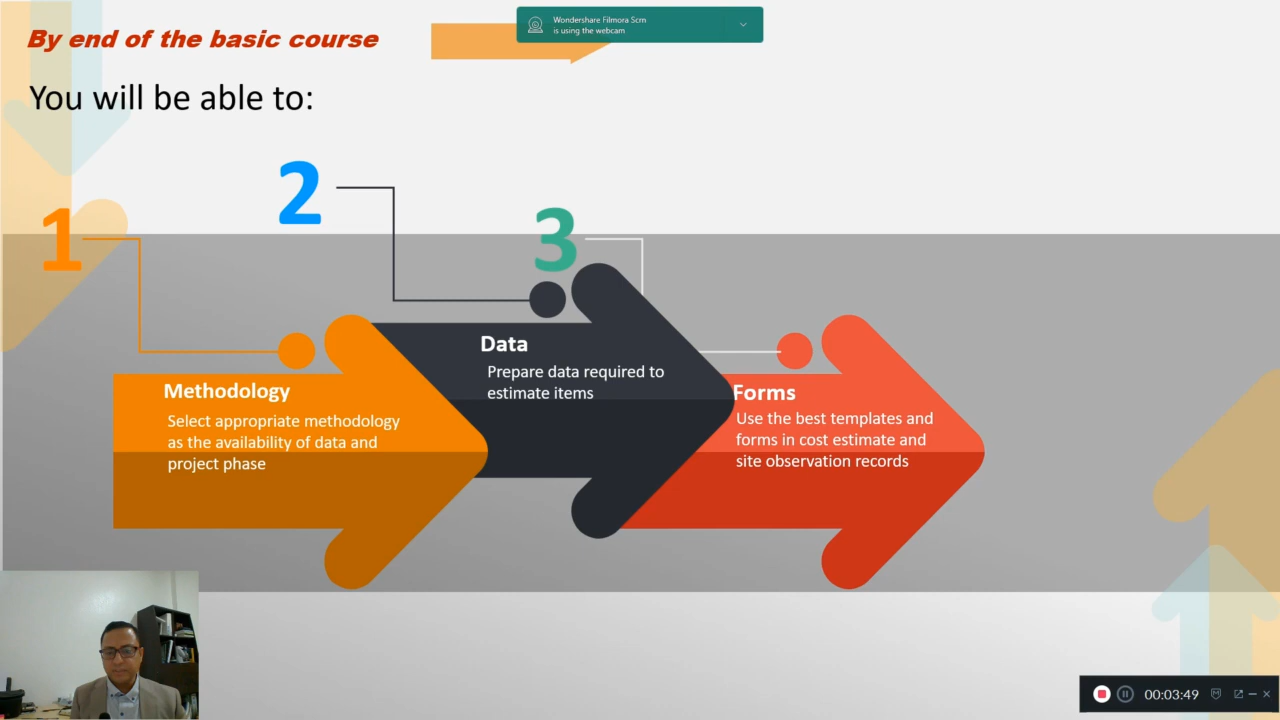 By end of the basic course
Wondershare Filmora Scrn
is using the webcam
You will be able to:
1
2
3
Methodology
Select appropriate methodology
as the availability of data and
project phase
Data
Prepare data required to
estimate items
Forms
Use the best templates and
forms in cost estimate and
site observation records
00:03:49